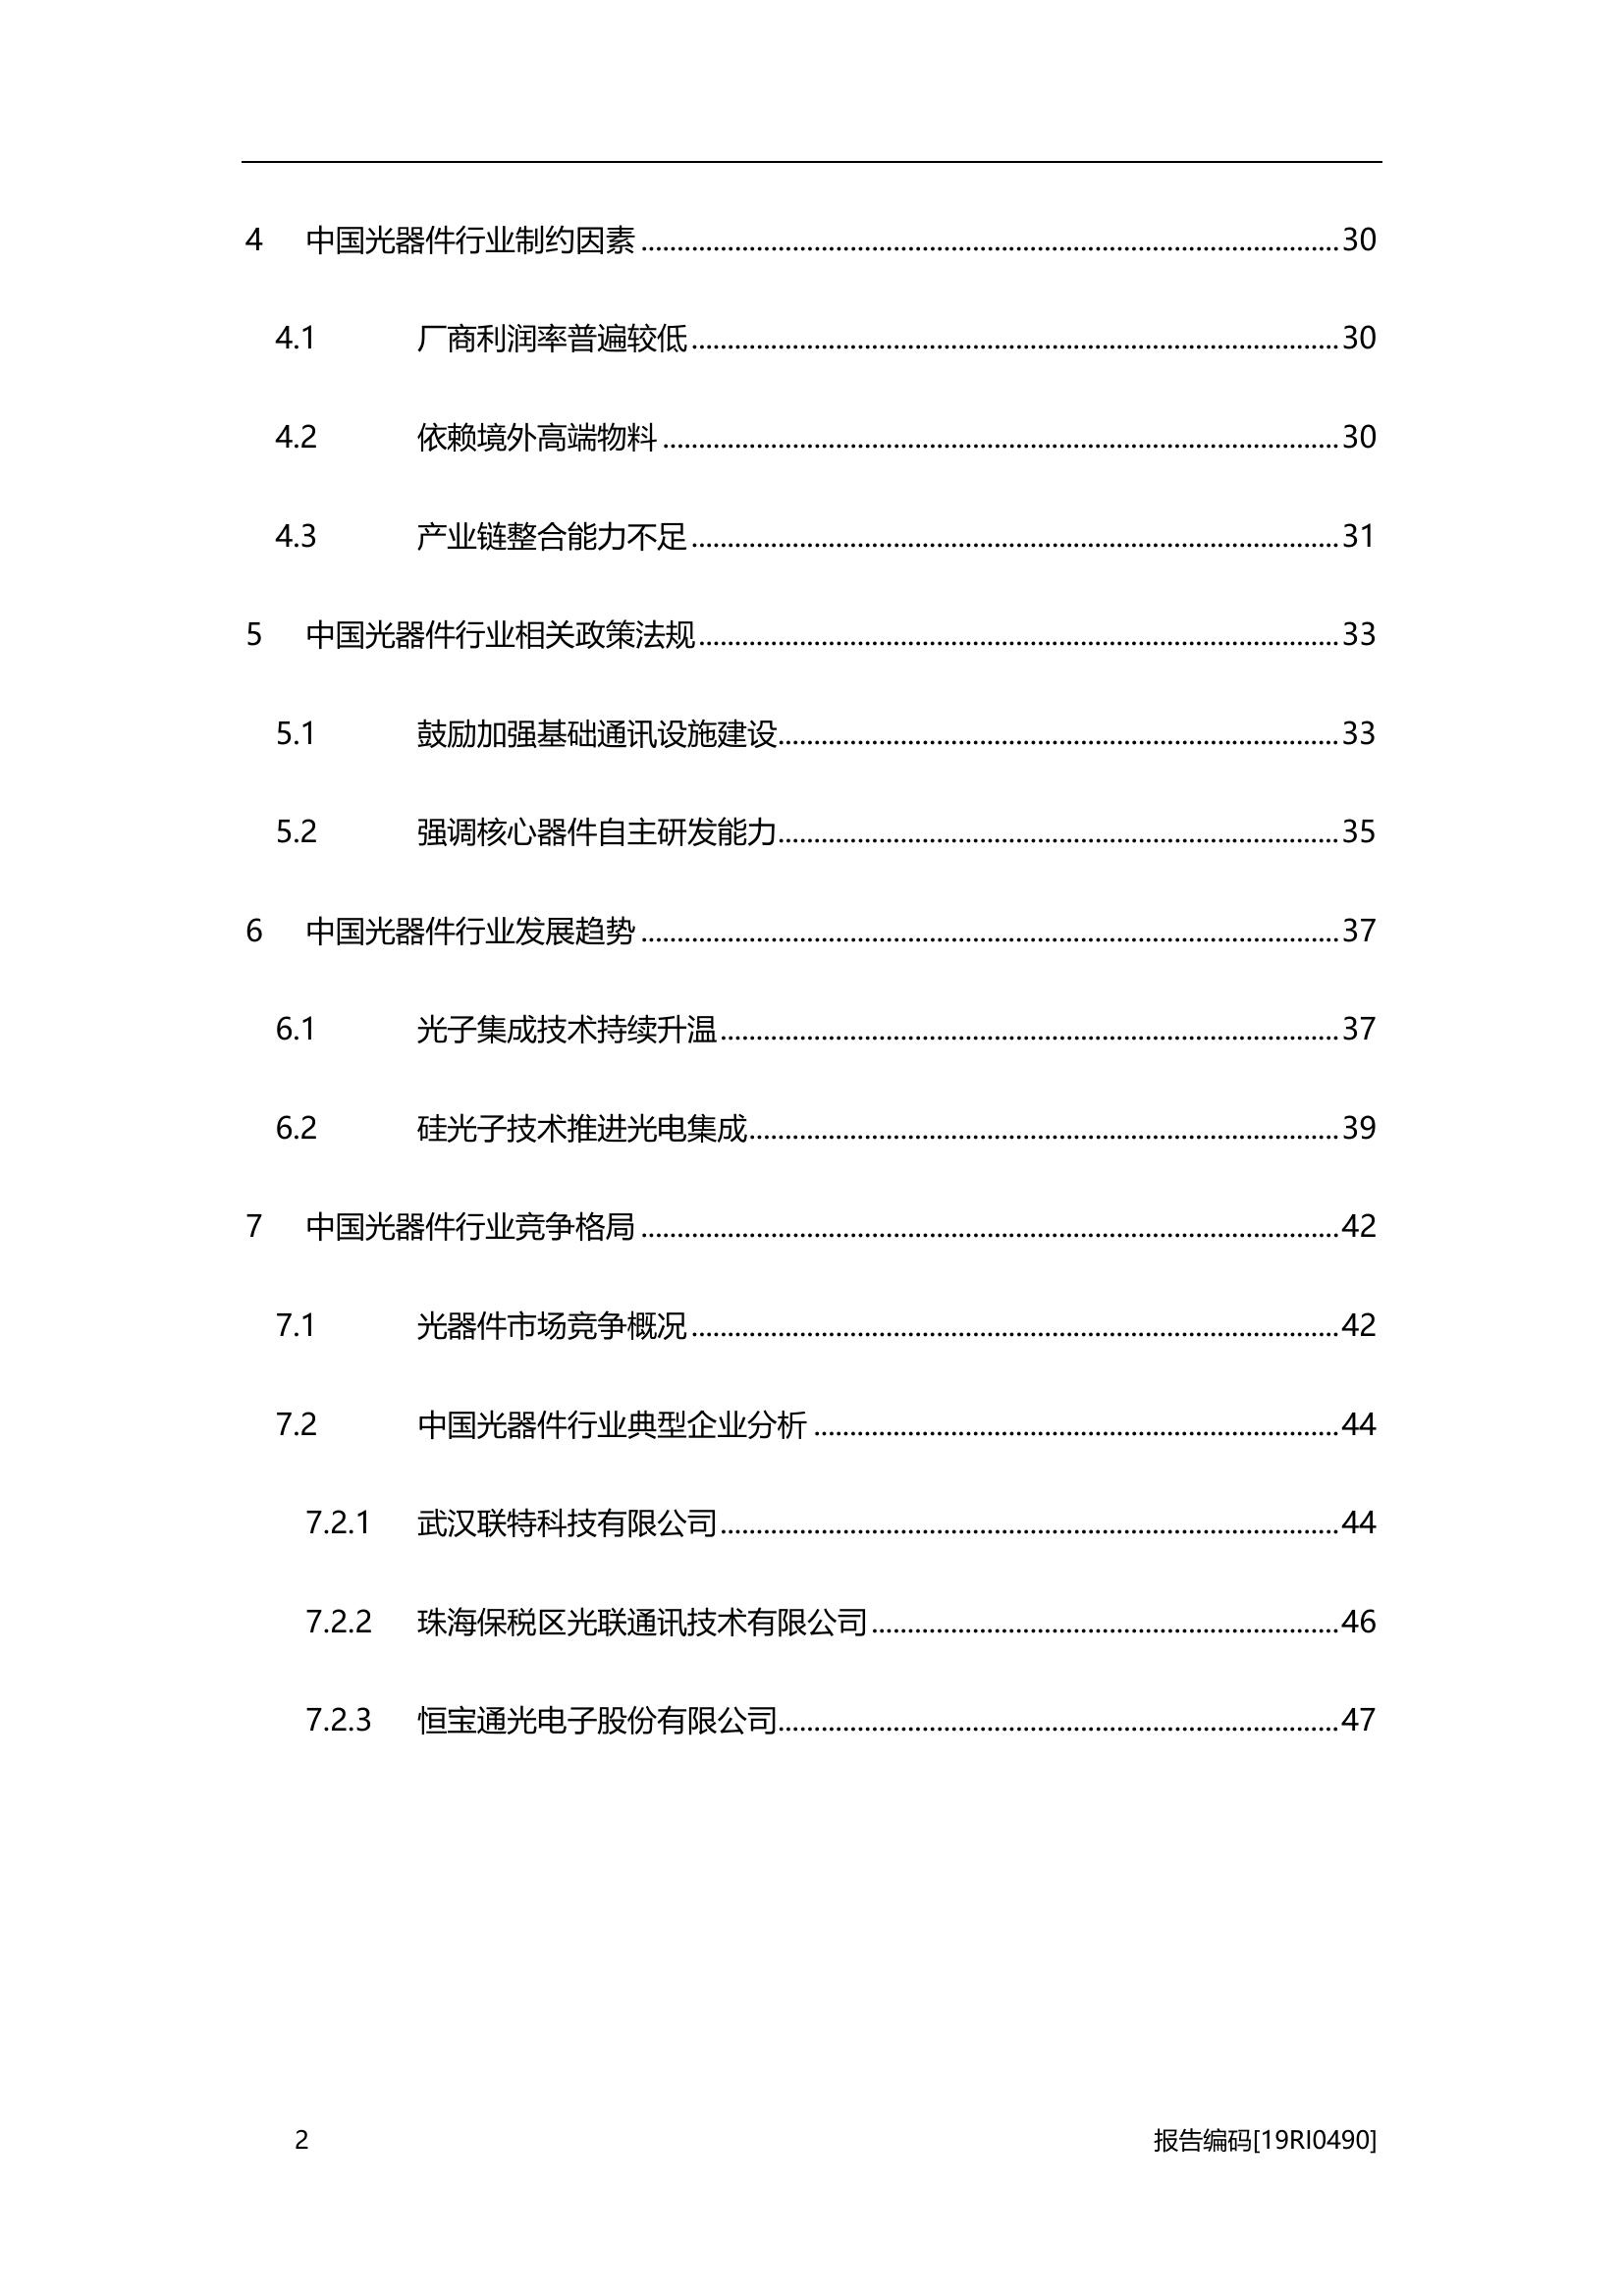 4 中国光器件行业制约因素 30
4.1 厂商利润率普遍较低 30
4.2 依赖境外高端物料 30
4.3 产业链整合能力不足 31
5 中国光器件行业相关政策法规 33
5.1 鼓励加强基础通讯设施建设 33
5.2 强调核心器件自主研发能力 35
6 中国光器件行业发展趋势 37
6.1 光子集成技术持续升温 37
6.2 硅光子技术推进光电集成 39
7 中国光器件行业竞争格局 42
7.1 光器件市场竞争概况 42
7.2 中国光器件行业典型企业分析 44
7.2.1 武汉联特科技有限公司 44
7.2.2 珠海保税区光联通讯技术有限公司 46
7.2.3 恒宝通光电子股份有限公司 47
2 报告编码[19RI0490]